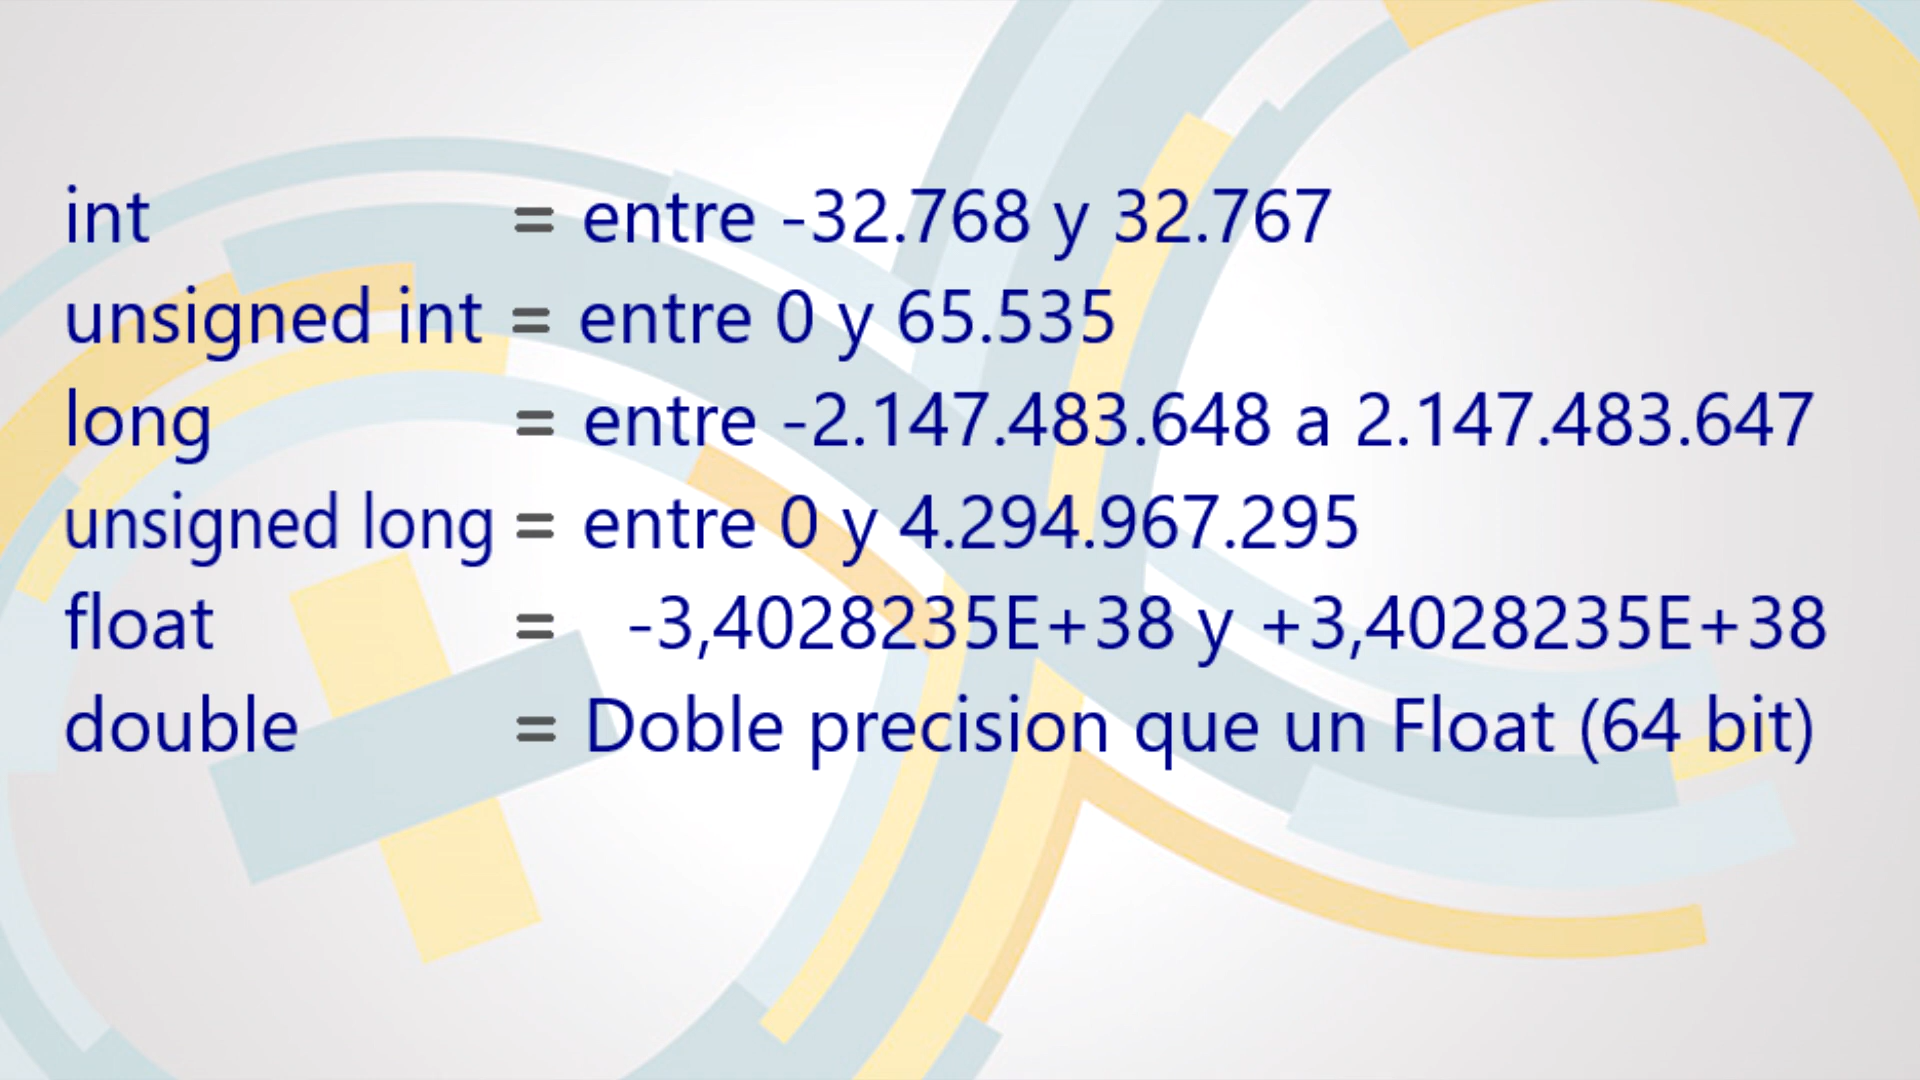 int = entre -32.768 y 32.767
unsigned int = entre 0 y 65.535
long = entre -2.147.483.648 a 2.147.483.647
unsigned long = entre 0 y 4.294.967.295
float = -3,4028235E+38 y +3,4028235E+38
double = Doble precision que un Float (64 bit)